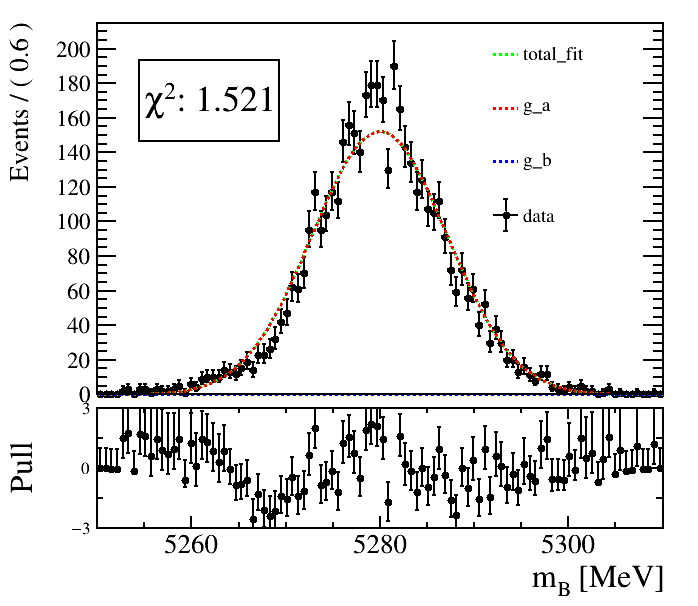 Events / ( 0.6 )
200
180
160
140
120
100
80
60
40
20
0
χ²: 1.521
total_fit
g_a
g_b
data
Pull
3
0
−3
5260
5280
5300
m_B [MeV]